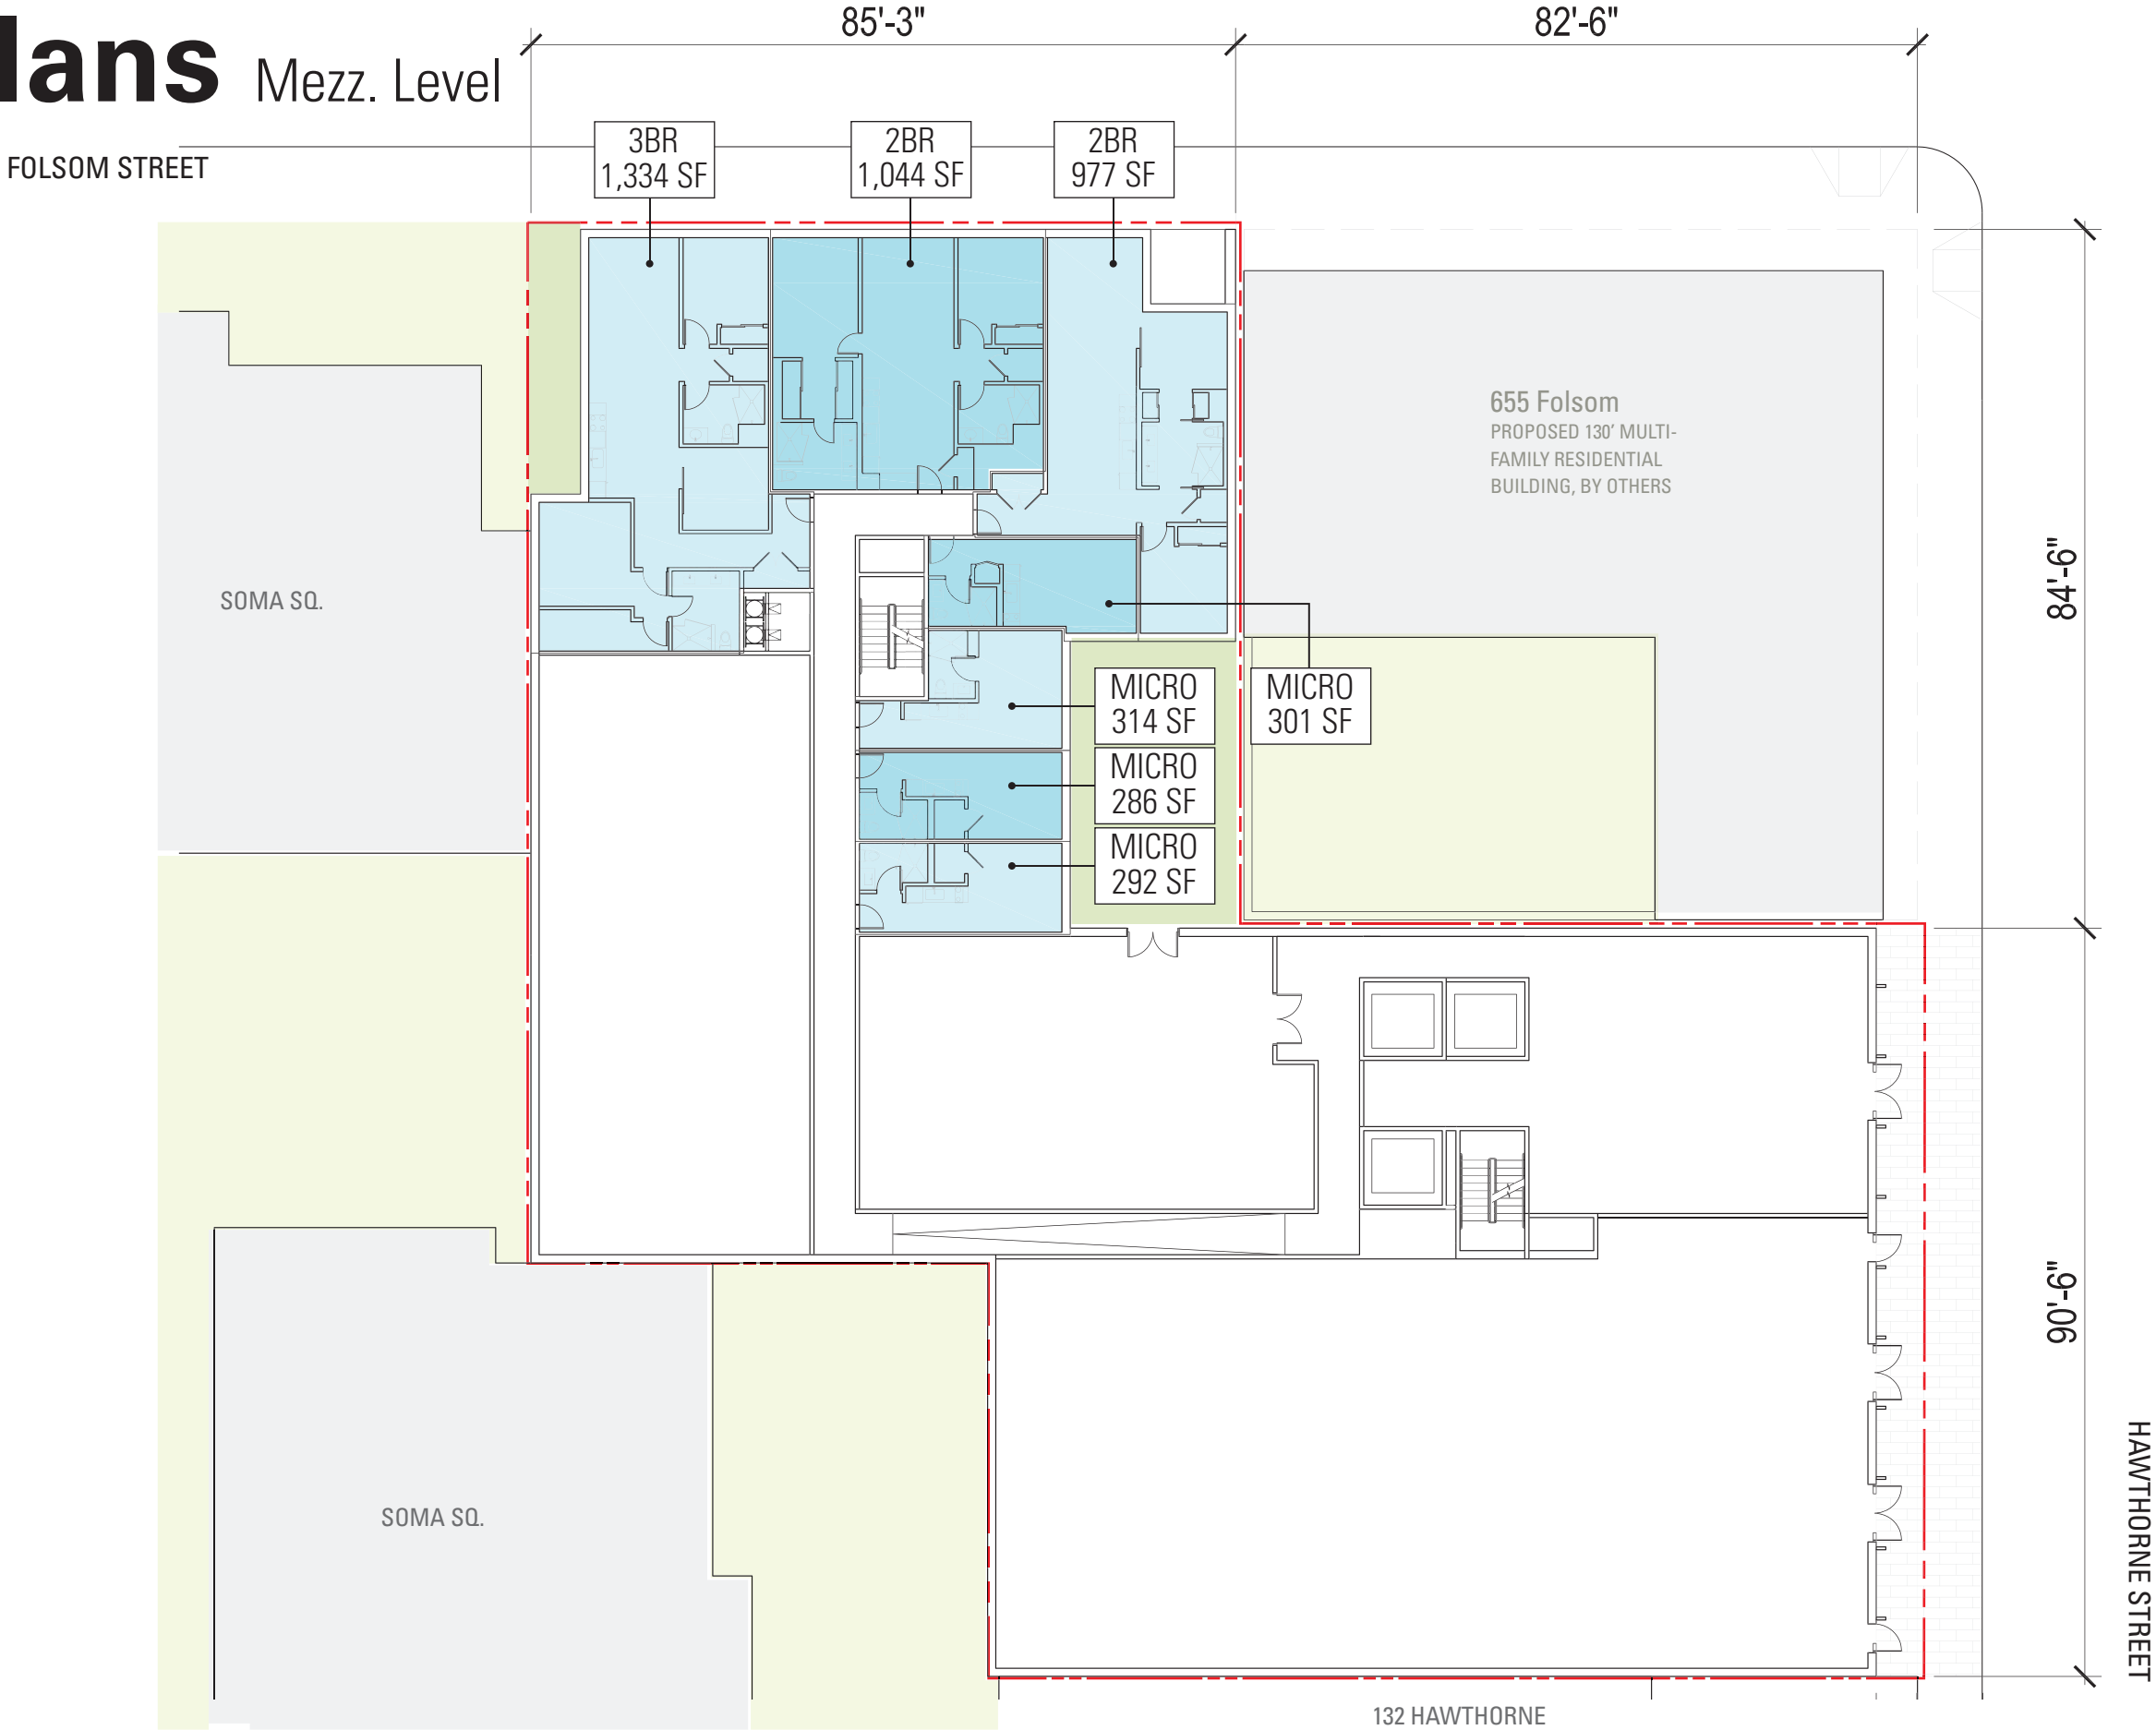 lans Mezz. Level
85'-3"
82'-6"
FOLSOM STREET
3BR
1,334 SF
2BR
1,044 SF
2BR
977 SF
655 Folsom
PROPOSED 130' MULTI-
FAMILY RESIDENTIAL
BUILDING, BY OTHERS
84'-6"
SOMA SQ.
MICRO
314 SF
MICRO
301 SF
MICRO
286 SF
MICRO
292 SF
90'-6"
SOMA SQ.
HAWTHORNE STREET
132 HAWTHORNE